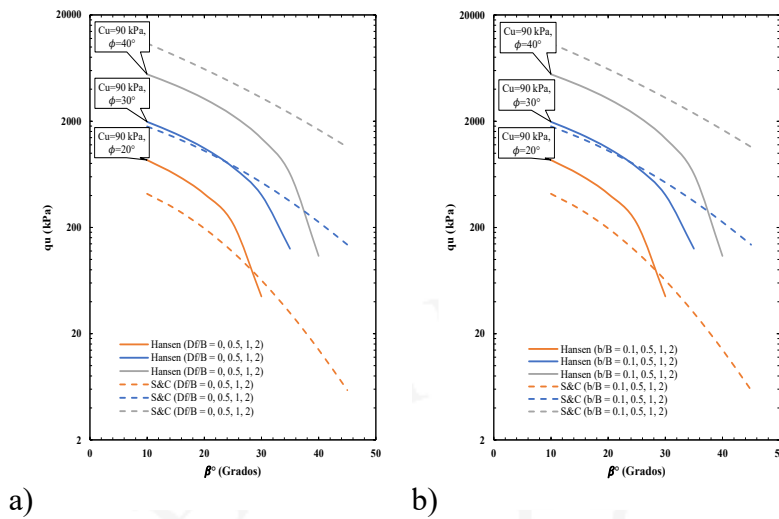 20000
2000
200
20
2
qu (kPa)
Cu=90 kPa,
ϕ=40°
Cu=90 kPa,
ϕ=30°
Cu=90 kPa,
ϕ=20°
Hansen (Df/B = 0, 0.5, 1, 2)
Hansen (Df/B = 0, 0.5, 1, 2)
Hansen (Df/B = 0, 0.5, 1, 2)
S&C (Df/B = 0, 0.5, 1, 2)
S&C (Df/B = 0, 0.5, 1, 2)
S&C (Df/B = 0, 0.5, 1, 2)
0 10 20 30 40 50
β° (Grados)
a)
20000
2000
200
20
2
qu (kPa)
Cu=90 kPa,
ϕ=40°
Cu=90 kPa,
ϕ=30°
Cu=90 kPa,
ϕ=20°
Hansen (b/B = 0.1, 0.5, 1, 2)
Hansen (b/B = 0.1, 0.5, 1, 2)
Hansen (b/B = 0.1, 0.5, 1, 2)
S&C (b/B = 0.1, 0.5, 1, 2)
S&C (b/B = 0.1, 0.5, 1, 2)
S&C (b/B = 0.1, 0.5, 1, 2)
0 10 20 30 40 50
β° (Grados)
b)